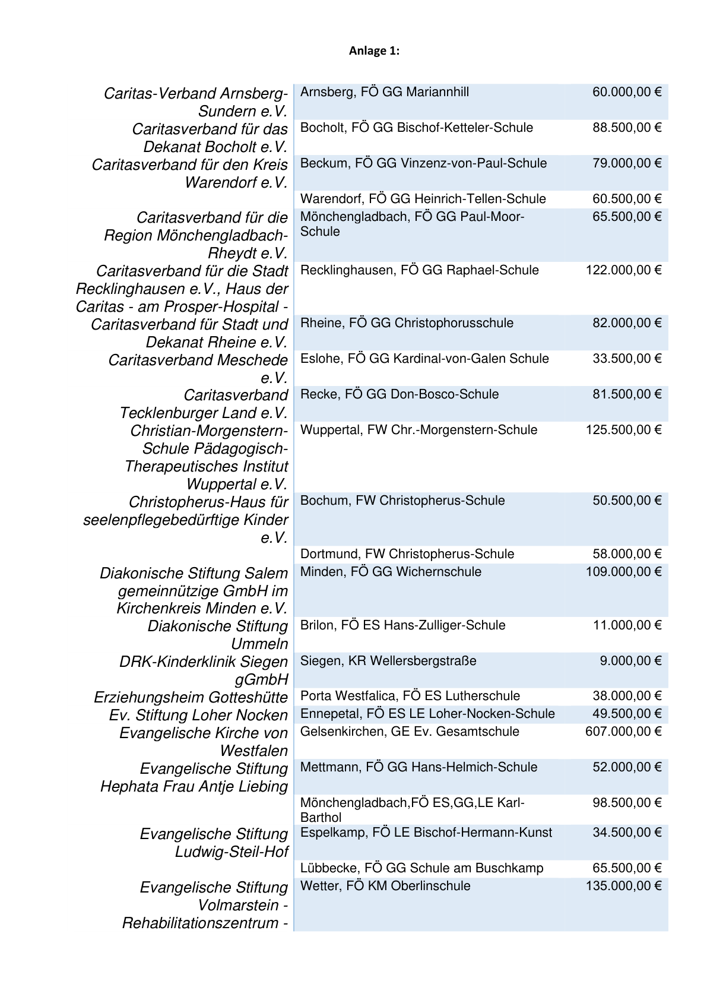 Anlage 1:
Caritas-Verband Arnsberg- Arnsberg, FÖ GG Mariannhill 60.000,00 €
Sundern e.V.
Caritasverband für das Bocholt, FÖ GG Bischof-Ketteler-Schule 88.500,00 €
Dekanat Bocholt e.V.
Caritasverband für den Kreis Beckum, FÖ GG Vinzenz-von-Paul-Schule 79.000,00 €
Warendorf e.V.
Warendorf, FÖ GG Heinrich-Tellen-Schule 60.500,00 €
Caritasverband für die Mönchengladbach, FÖ GG Paul-Moor- 65.500,00 €
Region Mönchengladbach- Schule
Rheydt e.V.
Caritasverband für die Stadt Recklinghausen, FÖ GG Raphael-Schule 122.000,00 €
Recklinghausen e.V., Haus der
Caritas - am Prosper-Hospital -
Caritasverband für Stadt und Rheine, FÖ GG Christophorusschule 82.000,00 €
Dekanat Rheine e.V.
Caritasverband Meschede Eslohe, FÖ GG Kardinal-von-Galen Schule 33.500,00 €
e.V.
Caritasverband Recke, FÖ GG Don-Bosco-Schule 81.500,00 €
Tecklenburger Land e.V.
Christian-Morgenstern- Wuppertal, FW Chr.-Morgenstern-Schule 125.500,00 €
Schule Pädagogisch-
Therapeutisches Institut
Wuppertal e.V.
Christopherus-Haus für Bochum, FW Christopherus-Schule 50.500,00 €
seelenpflegebedürftige Kinder
e.V.
Dortmund, FW Christopherus-Schule 58.000,00 €
Diakonische Stiftung Salem Minden, FÖ GG Wichernschule 109.000,00 €
gemeinnützige GmbH im
Kirchenkreis Minden e.V.
Diakonische Stiftung Brilon, FÖ ES Hans-Zulliger-Schule 11.000,00 €
Ummeln
DRK-Kinderklinik Siegen Siegen, KR Wellersbergstraße 9.000,00 €
gGmbH
Erziehungsheim Gotteshütte Porta Westfalica, FÖ ES Lutherschule 38.000,00 €
Ev. Stiftung Loher Nocken Ennepetal, FÖ ES LE Loher-Nocken-Schule 49.500,00 €
Evangelische Kirche von Gelsenkirchen, GE Ev. Gesamtschule 607.000,00 €
Westfalen
Evangelische Stiftung Mettmann, FÖ GG Hans-Helmich-Schule 52.000,00 €
Hephata Frau Antje Liebing
Mönchengladbach,FÖ ES,GG,LE Karl- 98.500,00 €
Barthol
Evangelische Stiftung Espelkamp, FÖ LE Bischof-Hermann-Kunst 34.500,00 €
Ludwig-Steil-Hof
Lübbecke, FÖ GG Schule am Buschkamp 65.500,00 €
Evangelische Stiftung Wetter, FÖ KM Oberlinschule 135.000,00 €
Volmarstein -
Rehabilitationszentrum -